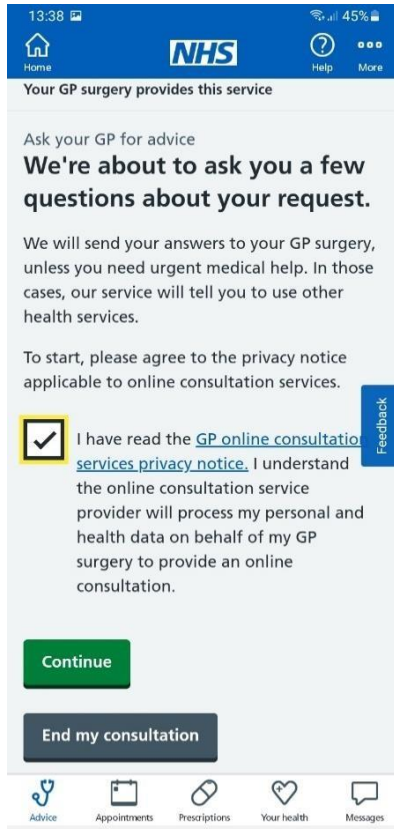 13:38 45%
NHS
Home Help More
Your GP surgery provides this service
Ask your GP for advice
We're about to ask you a few
questions about your request.
We will send your answers to your GP surgery,
unless you need urgent medical help. In those
cases, our service will tell you to use other
health services.
To start, please agree to the privacy notice
applicable to online consultation services.
Feedback
I have read the GP online consultation
services privacy notice. I understand
the online consultation service
provider will process my personal and
health data on behalf of my GP
surgery to provide an online
consultation.
Continue
End my consultation
Advice Appointments Prescriptions Your health Messages